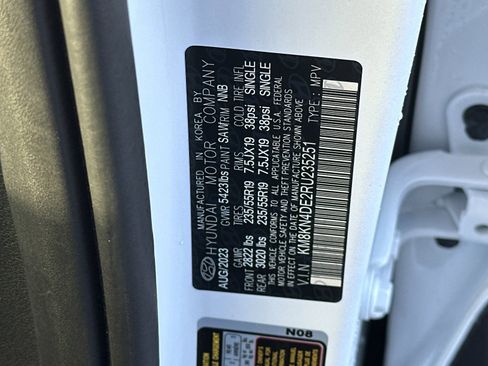 MANUFACTURED IN KOREA BY
HYUNDAI MOTOR COMPANY
AUG/2023 GVWR 5423lbs PAINT SAW TRIM NNB
GAWR TIRES RIMS COLD TIRE INFL
FRONT 2822 lbs 235/55R19 7.5JX19 38psi SINGLE
REAR 3020 lbs 235/55R19 7.5JX19 38psi SINGLE
THIS VEHICLE CONFORMS TO ALL APPLICABLE U.S.A FEDERAL
MOTOR VEHICLE SAFETY AND THEFT PREVENTION STANDARDS
IN EFFECT ON THE DATE OF MANUFACTURE SHOWN ABOVE.
V.I.N : KM8KN4DE2RU235251 TYPE : MPV
N08